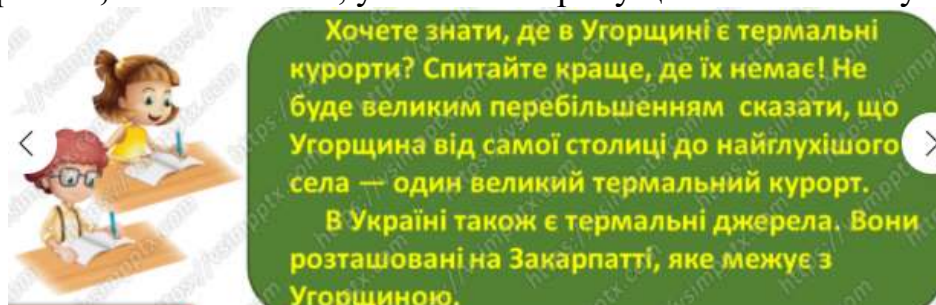 Хочете знати, де в Угорщині є термальні
курорти? Спитайте краще, де їх немає! Не
буде великим перебільшенням сказати, що
Угорщина від самої столиці до найглухішого
села — один великий термальний курорт.
В Україні також є термальні джерела. Вони
розташовані на Закарпатті, яке межує з
Угорщиною.